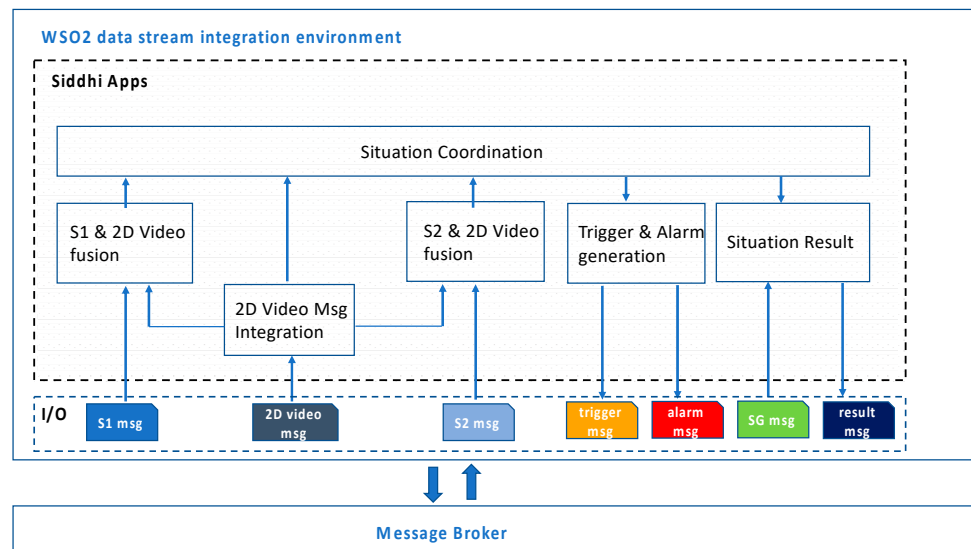 WSO2 data stream integration environment
Siddhi Apps
Situation Coordination
S1 & 2D Video
fusion
S2 & 2D Video
fusion
Trigger & Alarm
generation
Situation Result
2D Video Msg
Integration
I/O
S1 msg
2D video
msg
S2 msg
trigger
msg
alarm
msg
SG msg
result
msg
Message Broker